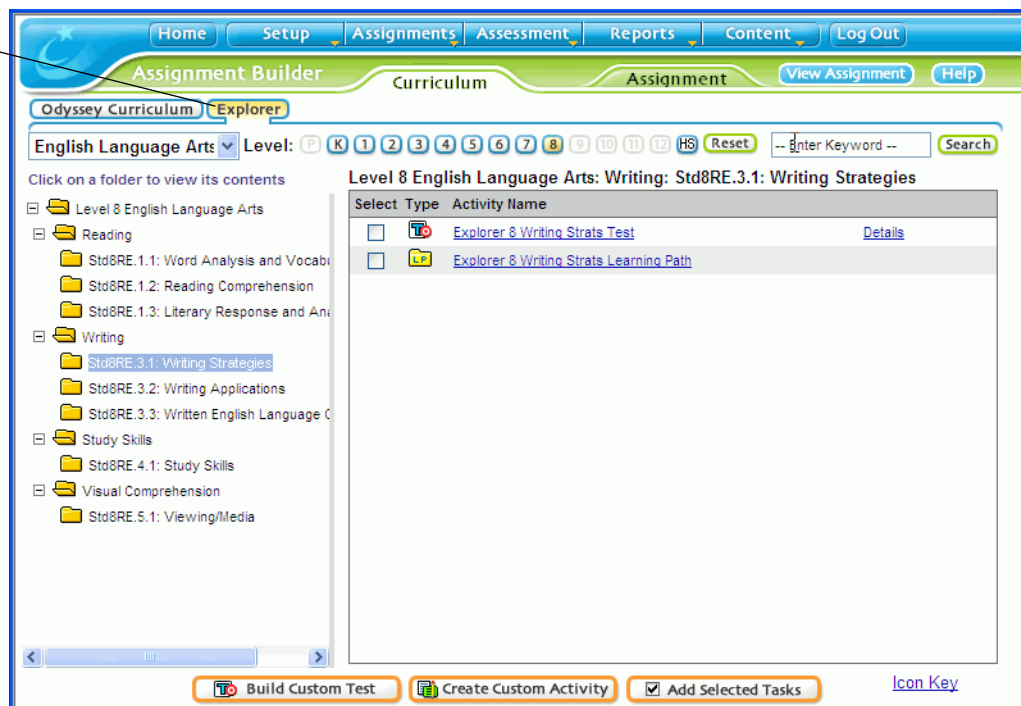 Home Setup Assignments Assessment Reports Content Log Out
Assignment Builder Curriculum Assignment View Assignment Help
Odyssey Curriculum Explorer
English Language Arts Level: P K 1 2 3 4 5 6 7 8 9 10 11 12 HS Reset -- Enter Keyword -- Search
Click on a folder to view its contents
Level 8 English Language Arts
Reading
Std8RE.1.1: Word Analysis and Vocabu
Std8RE.1.2: Reading Comprehension
Std8RE.1.3: Literary Response and Ana
Writing
Std8RE.3.1: Writing Strategies
Std8RE.3.2: Writing Applications
Std8RE.3.3: Written English Language C
Study Skills
Std8RE.4.1: Study Skills
Visual Comprehension
Std8RE.5.1: Viewing/Media
Level 8 English Language Arts: Writing: Std8RE.3.1: Writing Strategies
Select Type Activity Name
T Explorer 8 Writing Strats Test Details
LP Explorer 8 Writing Strats Learning Path
T Build Custom Test Create Custom Activity Add Selected Tasks Icon Key